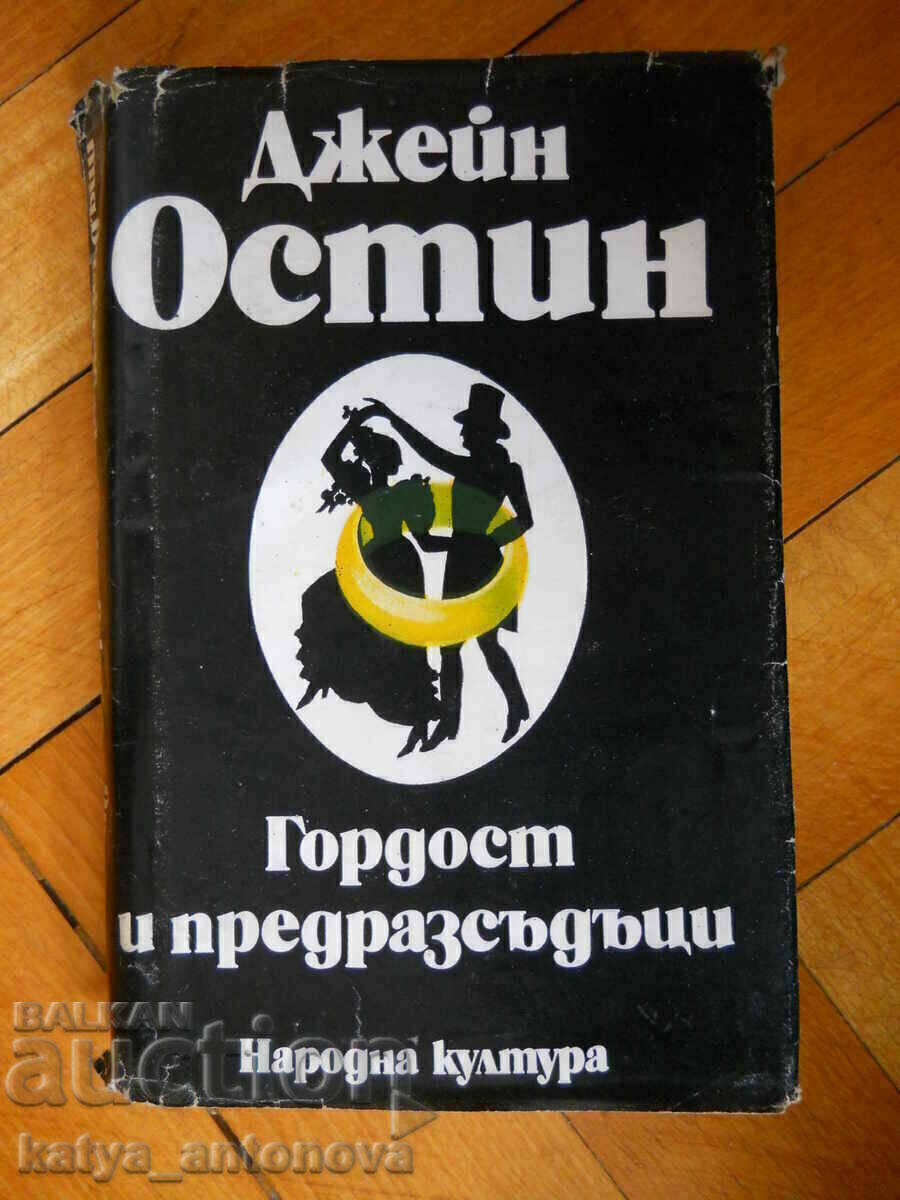 Джейн
Остин
Гордост
и предразсъдъци
Народна култура
BALKAN
auction
katya_antonova